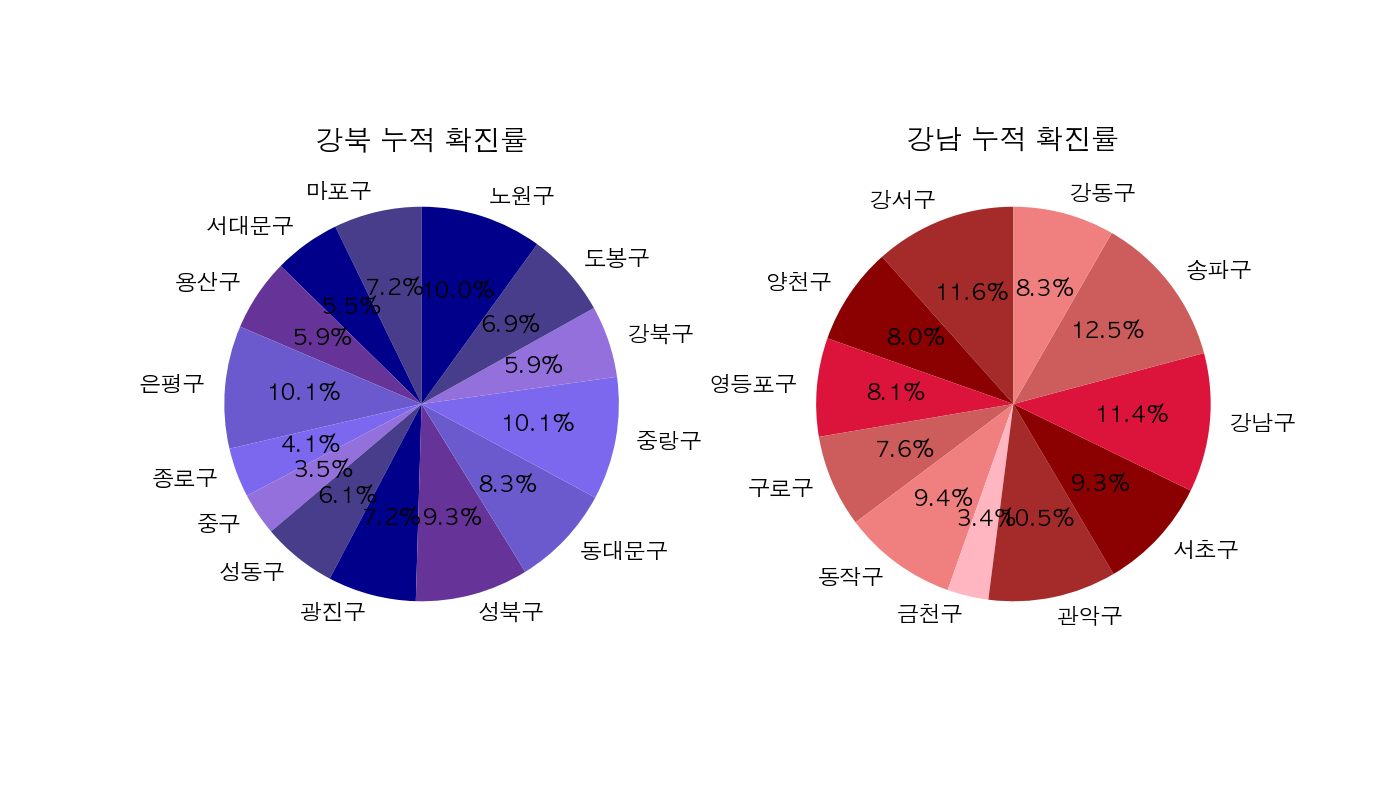 강북 누적 확진률
마포구
노원구
서대문구
도봉구
용산구
강북구
은평구
중랑구
종로구
중구
동대문구
성동구
광진구
성북구
7.2%
10.0%
5.5%
6.9%
5.9%
5.9%
10.1%
10.1%
4.1%
3.5%
8.3%
6.1%
7.2%
9.3%
강남 누적 확진률
강서구
강동구
양천구
송파구
영등포구
강남구
구로구
서초구
동작구
금천구
관악구
11.6%
8.3%
8.0%
12.5%
8.1%
11.4%
7.6%
9.3%
9.4%
3.4%
10.5%